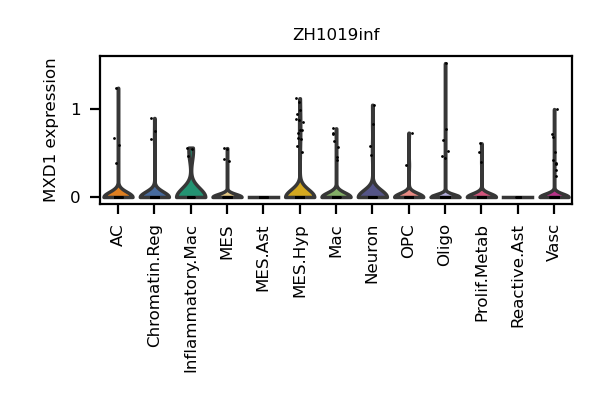 ZH1019inf
MXD1 expression
1
0
AC
Chromatin.Reg
Inflammatory.Mac
MES
MES.Ast
MES.Hyp
Mac
Neuron
OPC
Oligo
Prolif.Metab
Reactive.Ast
Vasc